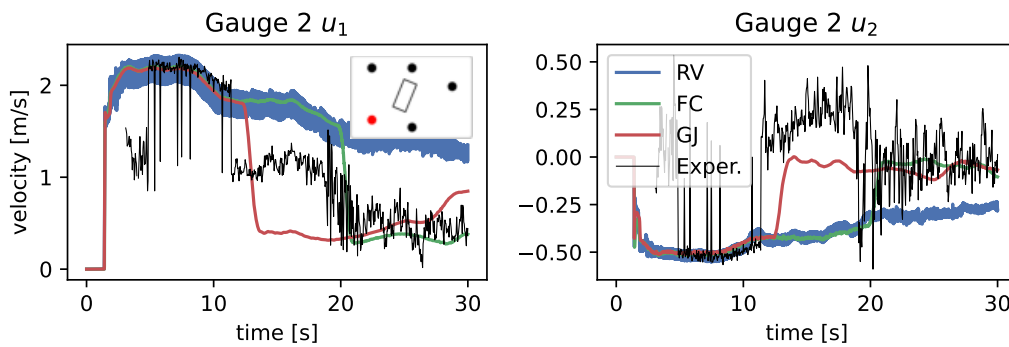 Gauge 2 u₁
velocity [m/s]
2
1
0
0
10
20
30
time [s]
Gauge 2 u₂
0.50
0.25
0.00
−0.25
−0.50
RV
FC
GJ
Exper.
0
10
20
30
time [s]